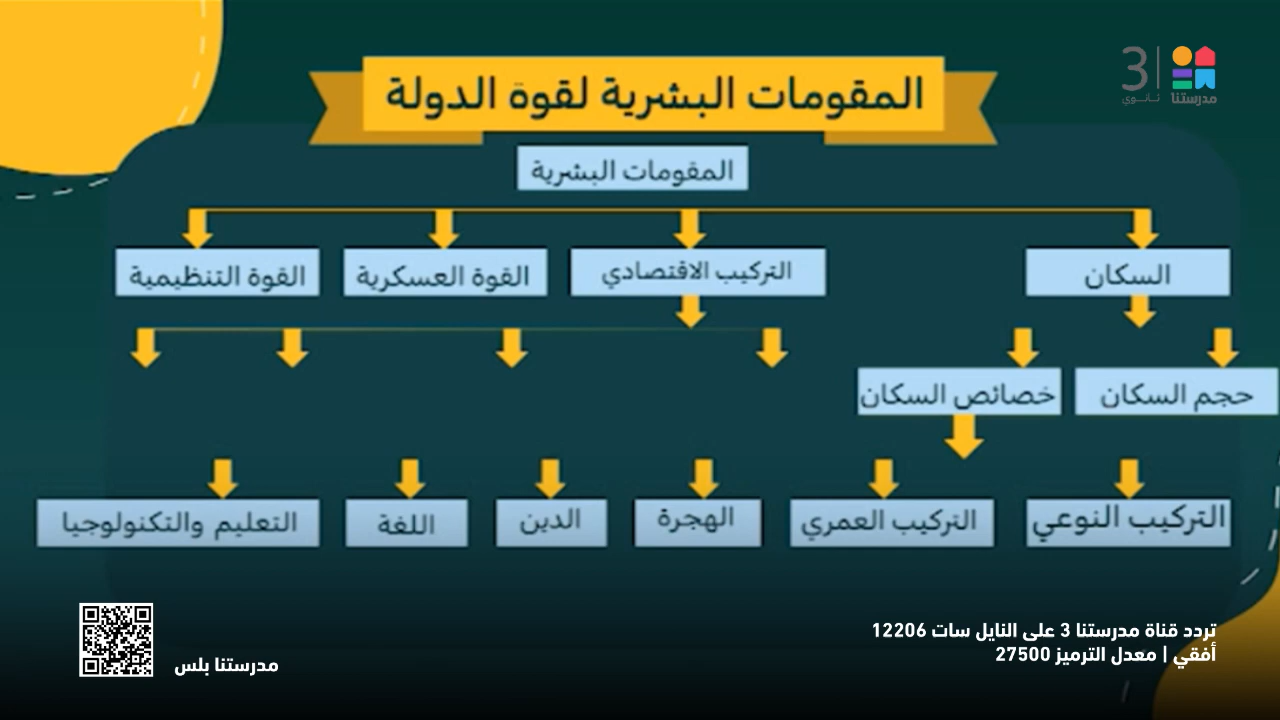 المقومات البشرية لقوة الدولة
3 ثانوي
مدرستنا
المقومات البشرية
السكان
التركيب الاقتصادي
القوة العسكرية
القوة التنظيمية
حجم السكان
خصائص السكان
التركيب النوعي
التركيب العمري
الهجرة
الدين
اللغة
التعليم والتكنولوجيا
تردد قناة مدرستنا 3 على النايل سات 12206
أفقي | معدل الترميز 27500
مدرستنا بلس